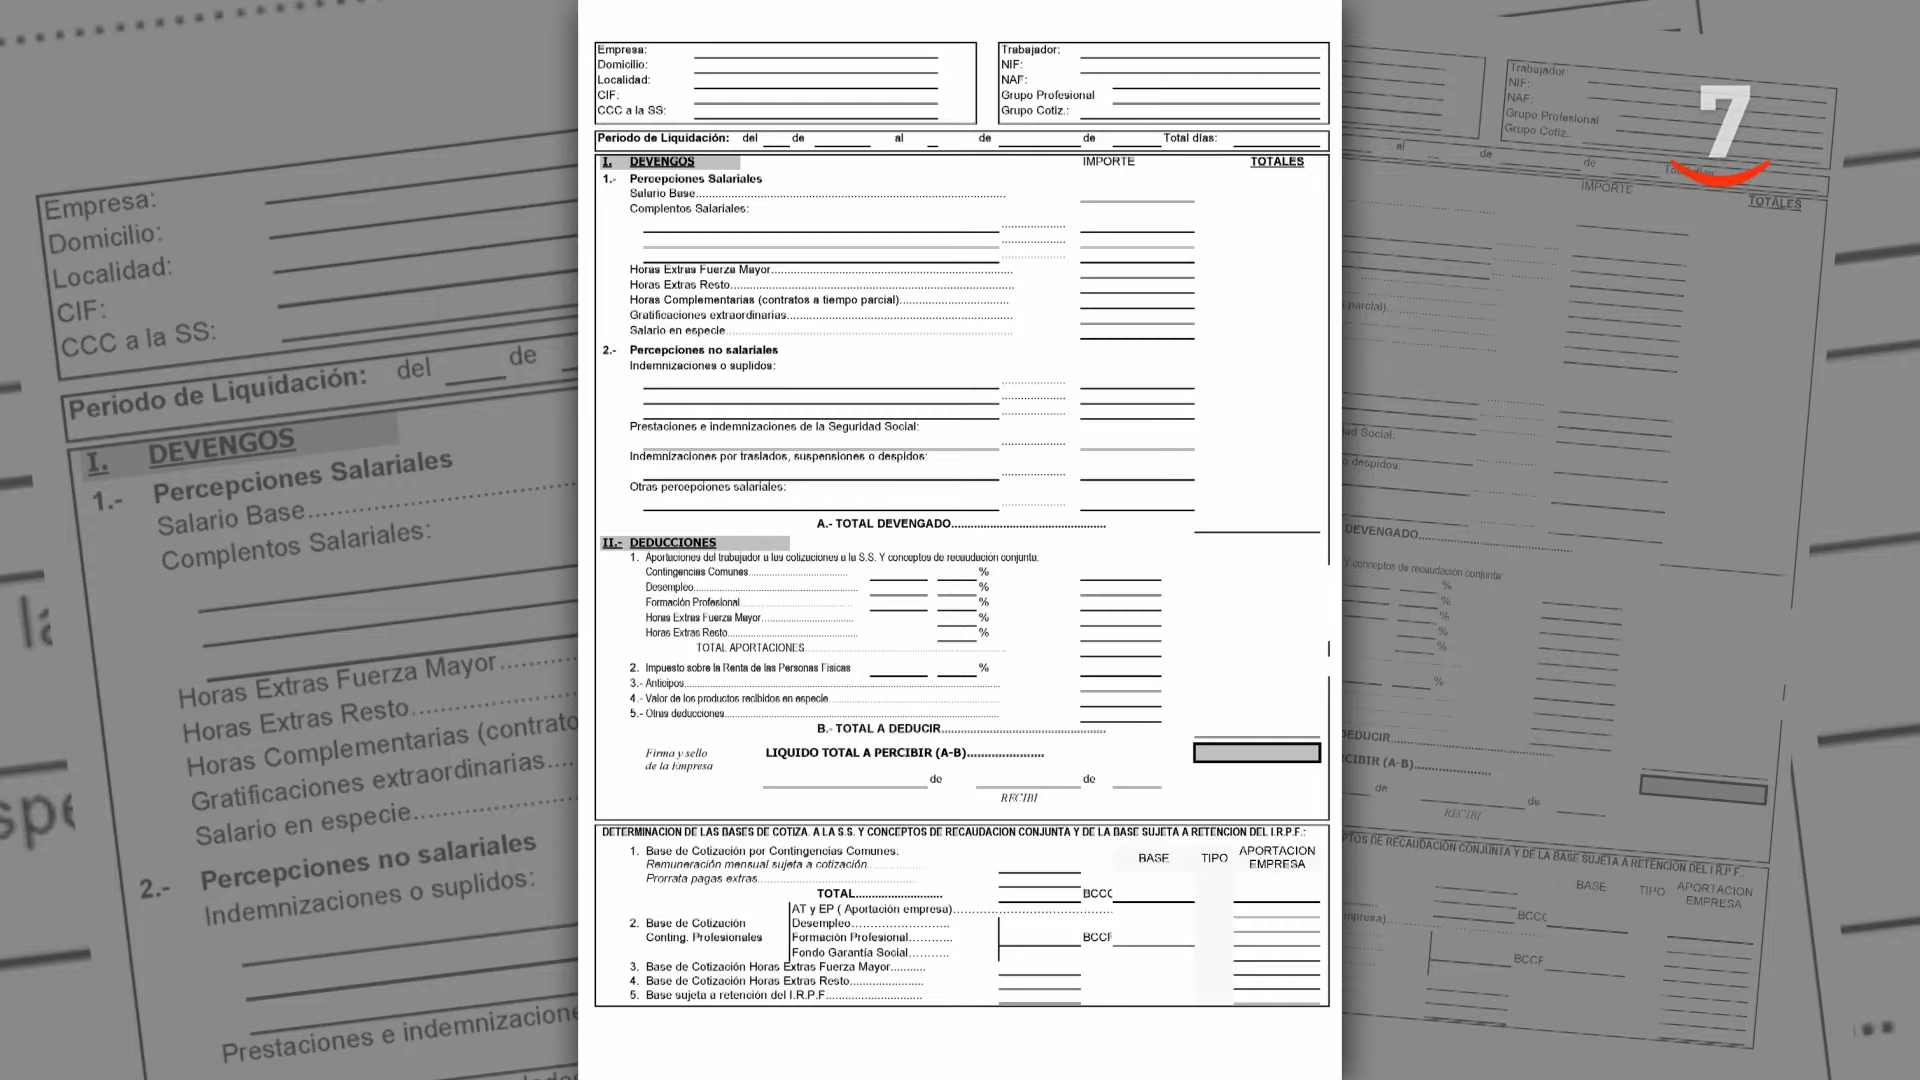 Empresa:
Domicilio:
Localidad:
CIF:
CCC a la SS:
Trabajador:
NIF:
NAF:
Grupo Profesional
Grupo Cotiz.:
Periodo de Liquidación: del de al de de Total días:
I. DEVENGOS IMPORTE TOTALES
1.- Percepciones Salariales
Salario Base
Complentos Salariales:
Horas Extras Fuerza Mayor
Horas Extras Resto
Horas Complementarias (contratos a tiempo parcial)
Gratificaciones extraordinarias
Salario en especie
2.- Percepciones no salariales
Indemnizaciones o suplidos:
Prestaciones e indemnizaciones de la Seguridad Social:
Indemnizaciones por traslados, suspensiones o despidos:
Otras percepciones salariales:
A.- TOTAL DEVENGADO
II.- DEDUCCIONES
1. Aportaciones del trabajador a las cotizaciones a la S.S. Y conceptos de recaudación conjunta.
Contingencias Comunes %
Desempleo %
Formación Profesional %
Horas Extras Fuerza Mayor %
Horas Extras Resto %
TOTAL APORTACIONES
2. Impuesto sobre la Renta de las Personas Físicas %
3.- Anticipos
4.- Valor de los productos recibidos en especie
5.- Otras deducciones
B.- TOTAL A DEDUCIR
Firma y sello
de la Empresa
LIQUIDO TOTAL A PERCIBIR (A-B)
de de
RECIBI
DETERMINACION DE LAS BASES DE COTIZA. A LA S.S. Y CONCEPTOS DE RECAUDACION CONJUNTA Y DE LA BASE SUJETA A RETENCION DEL I.R.P.F.:
1. Base de Cotización por Contingencias Comunes:
BASE TIPO APORTACION EMPRESA
Remuneración mensual sujeta a cotización
Prorrata pagas extras
TOTAL BCCC
AT y EP ( Aportación empresa)
2. Base de Cotización Desempleo
Conting. Profesionales Formación Profesional BCCP
Fondo Garantía Social
3. Base de Cotización Horas Extras Fuerza Mayor
4. Base de Cotización Horas Extras Resto
5. Base sujeta a retención del I.R.P.F.
7